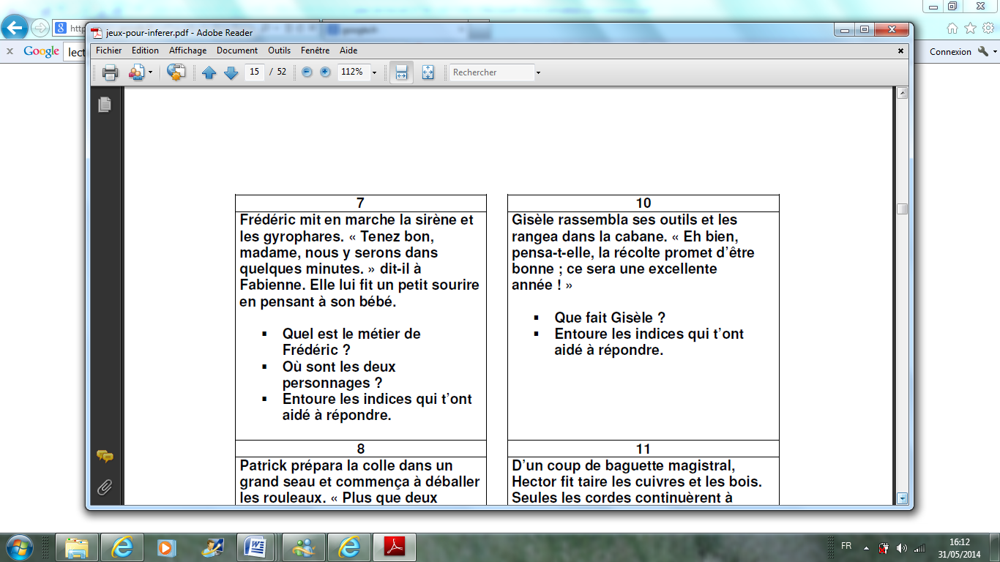 http
jeux-pour-inferer.pdf - Adobe Reader
Fichier Edition Affichage Document Outils Fenêtre Aide
x Google lect
Connexion
15 / 52 112% Rechercher
7
Frédéric mit en marche la sirène et
les gyrophares. « Tenez bon,
madame, nous y serons dans
quelques minutes. » dit-il à
Fabienne. Elle lui fit un petit sourire
en pensant à son bébé.
▪ Quel est le métier de
Frédéric ?
▪ Où sont les deux
personnages ?
▪ Entoure les indices qui t’ont
aidé à répondre.
10
Gisèle rassembla ses outils et les
rangea dans la cabane. « Eh bien,
pensa-t-elle, la récolte promet d’être
bonne ; ce sera une excellente
année ! »
▪ Que fait Gisèle ?
▪ Entoure les indices qui t’ont
aidé à répondre.
8
Patrick prépara la colle dans un
grand seau et commença à déballer
les rouleaux. « Plus que deux
11
D’un coup de baguette magistral,
Hector fit taire les cuivres et les bois.
Seules les cordes continuèrent à
FR
16:12
31/05/2014